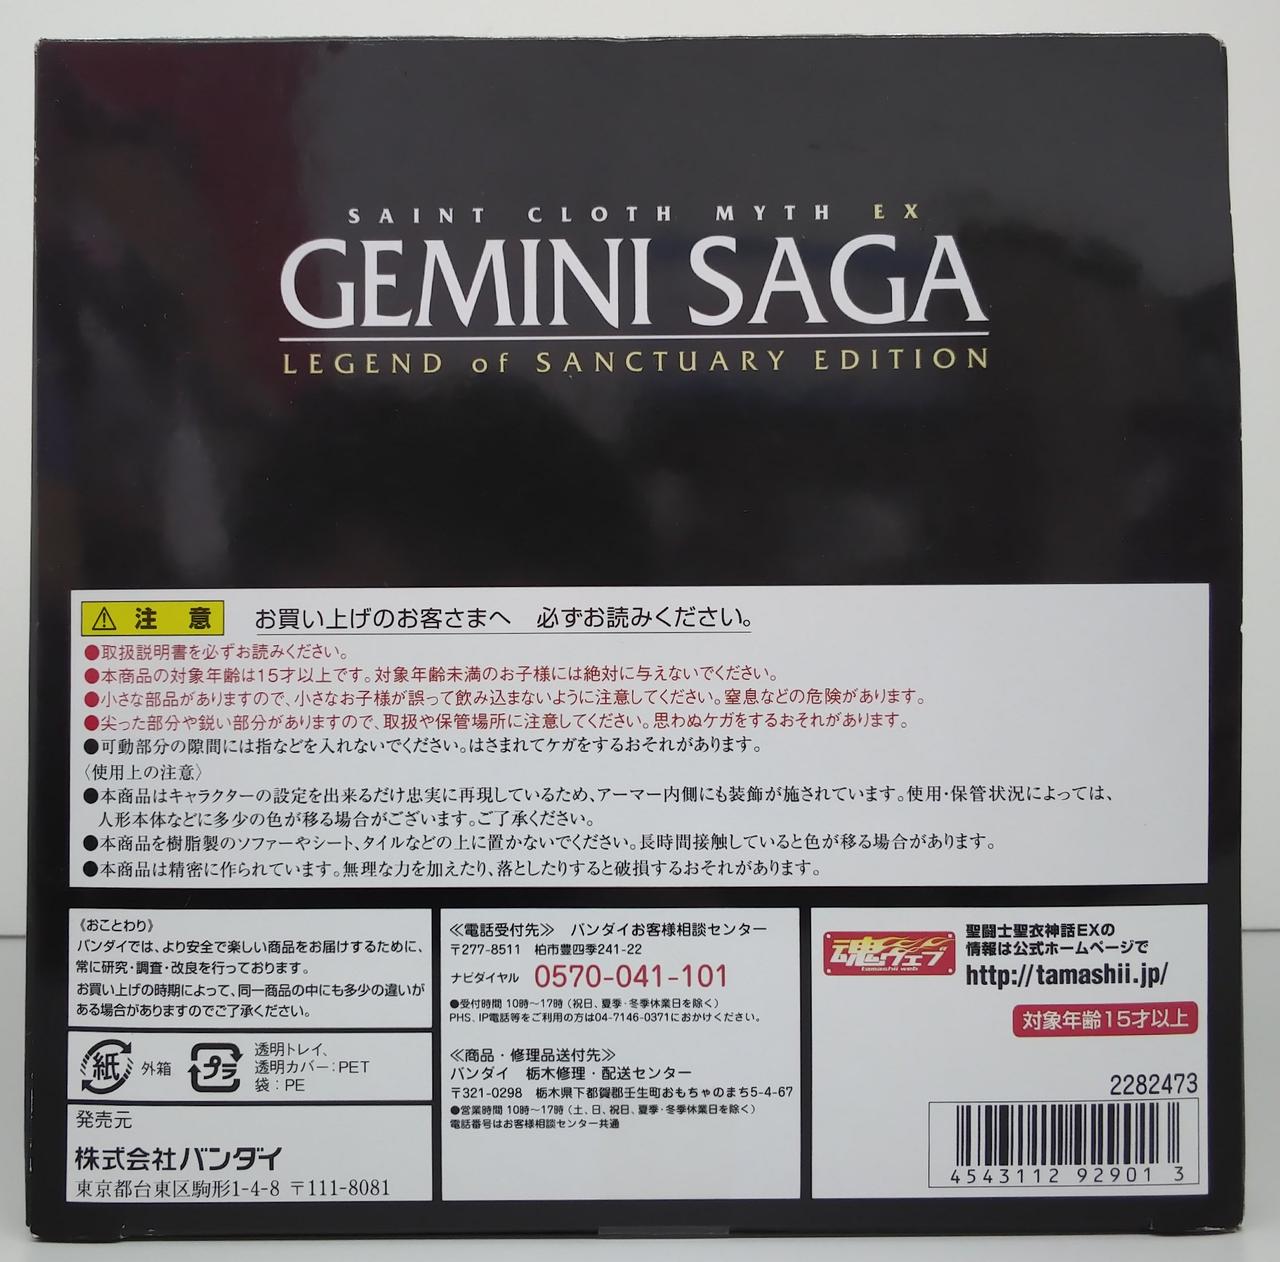 SAINT CLOTH MYTH EX
GEMINI SAGA
LEGEND of SANCTUARY EDITION
⚠ 注意 お買い上げのお客さまへ 必ずお読みください。
●取扱説明書を必ずお読みください。
●本商品の対象年齢は15才以上です。対象年齢未満のお子様には絶対に与えないでください。
●小さな部品がありますので、小さなお子様が誤って飲み込まないように注意してください。窒息などの危険があります。
●尖った部分や鋭い部分がありますので、取扱や保管場所に注意してください。思わぬケガをするおそれがあります。
●可動部分の隙間には指などを入れないでください。はさまれてケガをするおそれがあります。
〈使用上の注意〉
●本商品はキャラクターの設定を出来るだけ忠実に再現しているため、アーマー内側にも装飾が施されています。使用・保管状況によっては、
人形本体などに多少の色が移る場合がございます。ご了承ください。
●本商品を樹脂製のソファーやシート、タイルなどの上に置かないでください。長時間接触していると色が移る場合があります。
●本商品は精密に作られています。無理な力を加えたり、落としたりすると破損するおそれがあります。
《おことわり》
バンダイでは、より安全で楽しい商品をお届けするために、
常に研究・調査・改良を行っております。
お買い上げの時期によって、同一商品の中にも多少の違いが
ある場合がありますのでご了承ください。
紙 外箱
プラ 透明トレイ、
透明カバー：PET
袋：PE
発売元
株式会社バンダイ
東京都台東区駒形1-4-8 〒111-8081
≪電話受付先≫ バンダイお客様相談センター
〒277-8511 柏市豊四季241-22
ナビダイヤル 0570-041-101
●受付時間 10時〜17時（祝日、夏季・冬季休業日を除く）
PHS、IP電話等をご利用の方は04-7146-0371におかけください。
≪商品・修理品送付先≫
バンダイ 栃木修理・配送センター
〒321-0298 栃木県下都賀郡壬生町おもちゃのまち5-4-67
●営業時間 10時〜17時（土、日、祝日、夏季・冬季休業日を除く）
電話番号はお客様相談センター共通
魂ウェブ
tamashii web
聖闘士聖衣神話EXの
情報は公式ホームページで
http://tamashii.jp/
対象年齢15才以上
2282473
4543112 92901 3